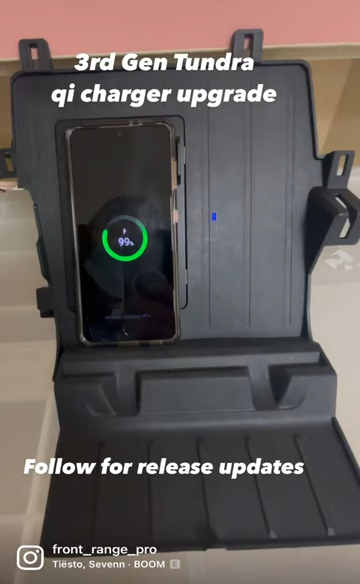 3rd Gen Tundra
qi charger upgrade
99%
Follow for release updates
front_range_pro
Tiësto, Sevenn · BOOM E